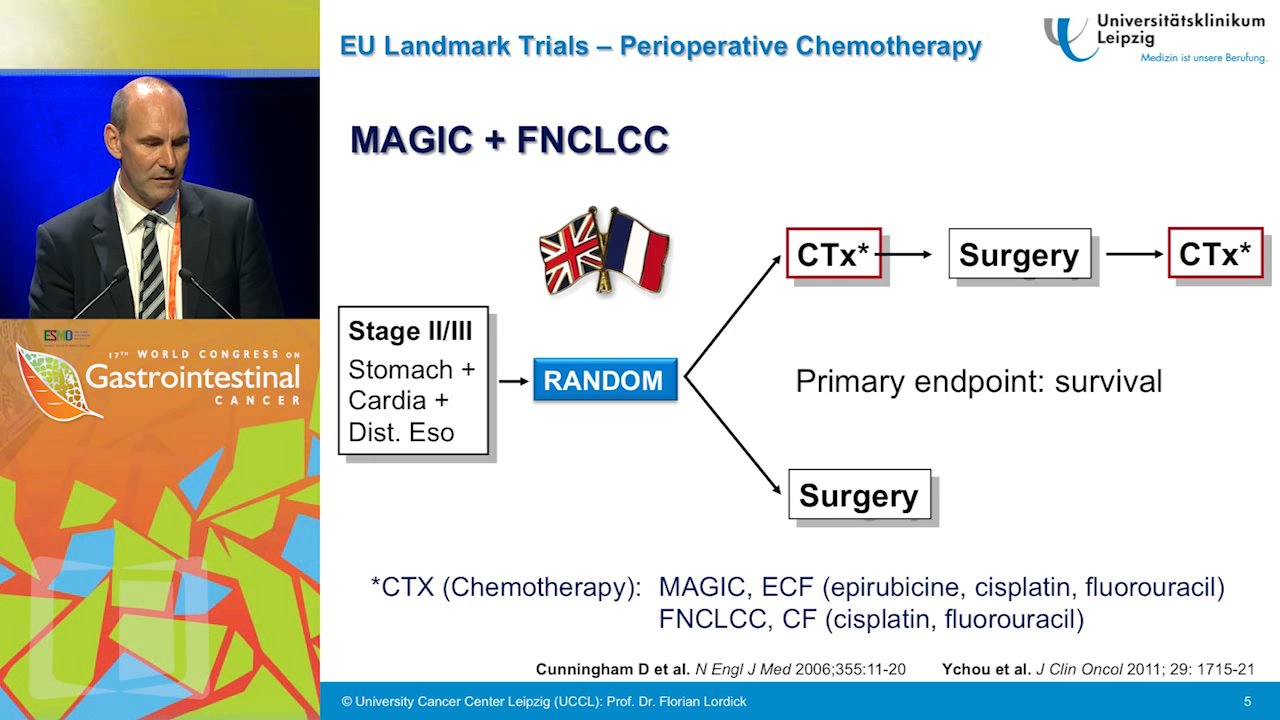 EU Landmark Trials – Perioperative Chemotherapy
Universitätsklinikum
Leipzig
Medizin ist unsere Berufung.
MAGIC + FNCLCC
CTx*
Surgery
CTx*
Stage II/III
Stomach +
Cardia +
Dist. Eso
RANDOM
Primary endpoint: survival
Surgery
*CTX (Chemotherapy): MAGIC, ECF (epirubicine, cisplatin, fluorouracil)
FNCLCC, CF (cisplatin, fluorouracil)
Cunningham D et al. N Engl J Med 2006;355:11-20 Ychou et al. J Clin Oncol 2011; 29: 1715-21
© University Cancer Center Leipzig (UCCL): Prof. Dr. Florian Lordick 5
ESMO
17TH WORLD CONGRESS ON
Gastrointestinal
CANCER